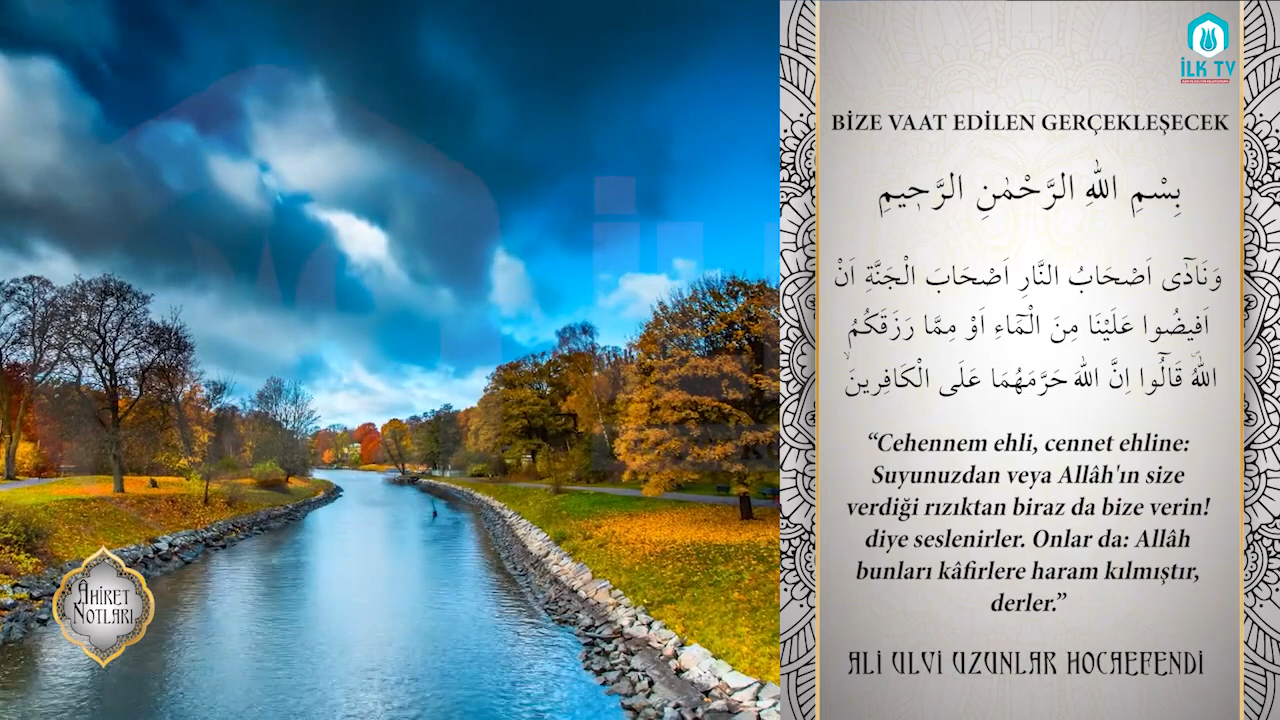 İLK TV
BİZE VAAT EDİLEN GERÇEKLEŞECEK
بِسْمِ اللّٰهِ الرَّحْمٰنِ الرَّح۪يمِ
وَنَادٰٓى اَصْحَابُ النَّارِ اَصْحَابَ الْجَنَّةِ اَنْ
اَف۪يضُوا عَلَيْنَا مِنَ الْمَٓاءِ اَوْ مِمَّا رَزَقَكُمُ
اللّٰهُ قَالُٓوا اِنَّ اللّٰهَ حَرَّمَهُمَا عَلَى الْكَافِر۪ينَۙ
“Cehennem ehli, cennet ehline:
Suyunuzdan veya Allâh'ın size
verdiği rızıktan biraz da bize verin!
diye seslenirler. Onlar da: Allâh
bunları kâfirlere haram kılmıştır,
derler.”
ALİ ULVİ UZUNLAR HOCAEFENDİ
ÂHİRET
NOTLARI